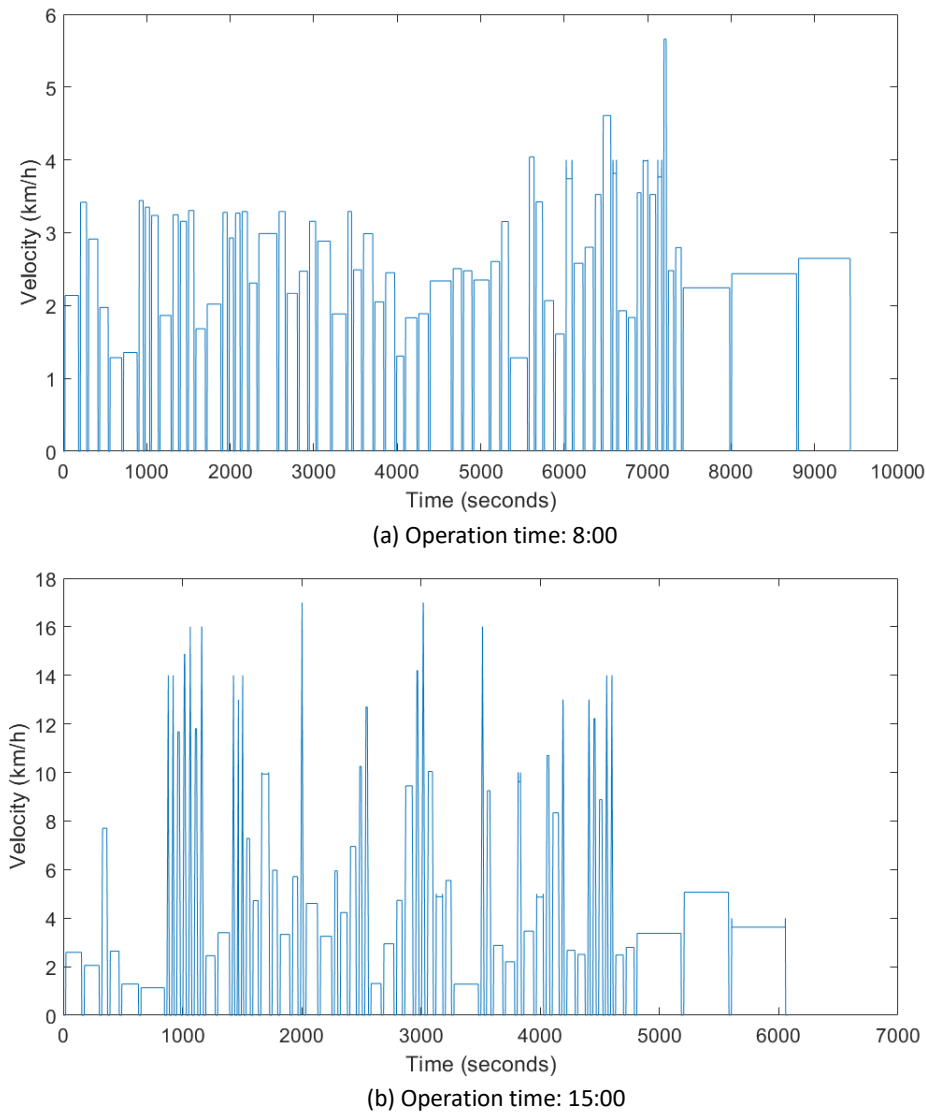 6
5
4
3
2
1
0
Velocity (km/h)
0 1000 2000 3000 4000 5000 6000 7000 8000 9000 10000
Time (seconds)
(a) Operation time: 8:00
18
16
14
12
10
8
6
4
2
0
Velocity (km/h)
0 1000 2000 3000 4000 5000 6000 7000
Time (seconds)
(b) Operation time: 15:00